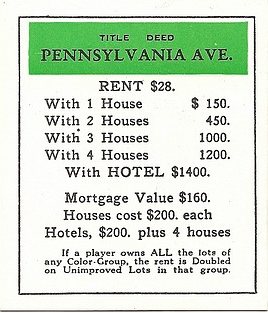 TITLE DEED
PENNSYLVANIA AVE.
RENT $28.
With 1 House $ 150.
With 2 Houses 450.
With 3 Houses 1000.
With 4 Houses 1200.
With HOTEL $1400.
Mortgage Value $160.
Houses cost $200. each
Hotels, $200. plus 4 houses
If a player owns ALL the lots of
any Color-Group, the rent is Doubled
on Unimproved Lots in that group.